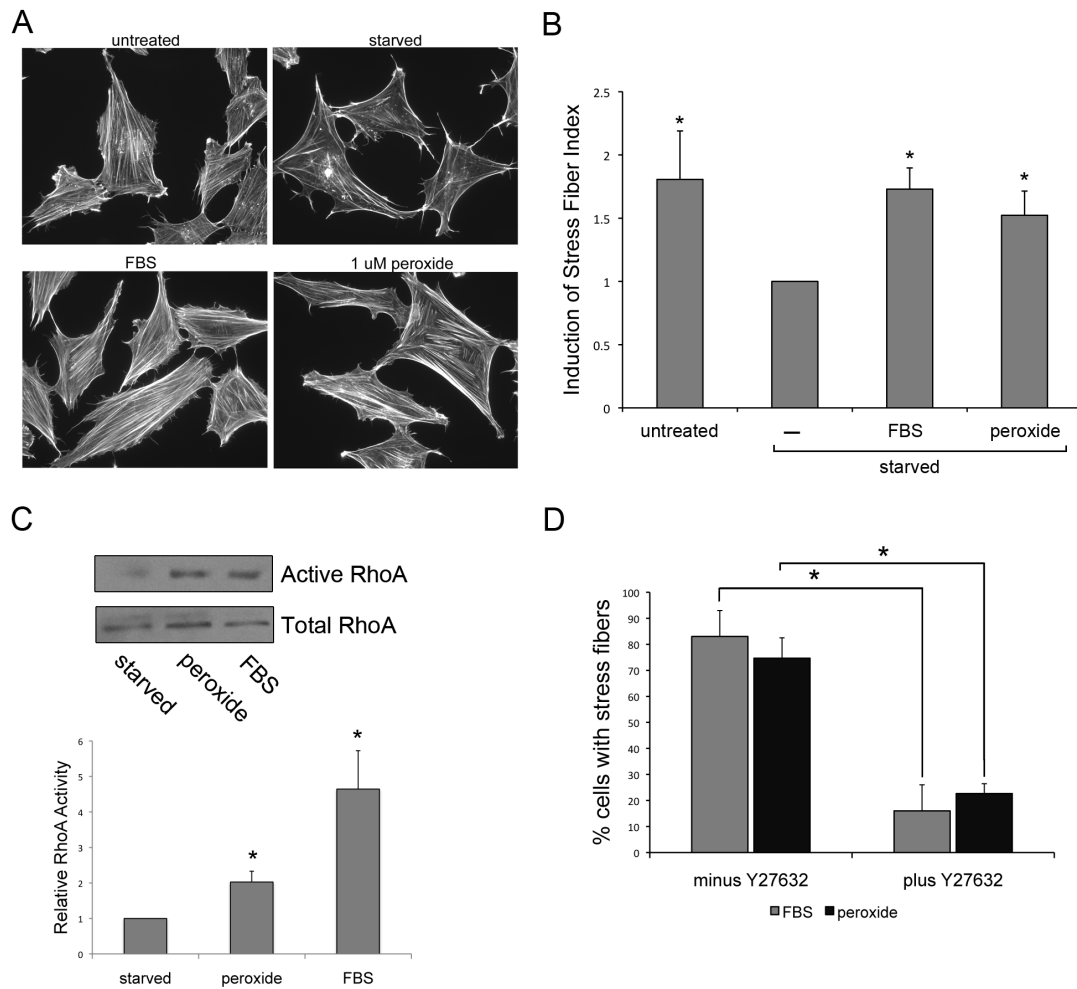 A
untreated
starved
FBS
1 uM peroxide
B
Induction of Stress Fiber Index
2.5
2
1.5
1
0.5
0
*
*
*
untreated
–
FBS
peroxide
starved
C
Active RhoA
Total RhoA
starved
peroxide
FBS
Relative RhoA Activity
6
5
4
3
2
1
0
*
*
starved
peroxide
FBS
D
% cells with stress fibers
100
90
80
70
60
50
40
30
20
10
0
*
*
minus Y27632
plus Y27632
FBS
peroxide